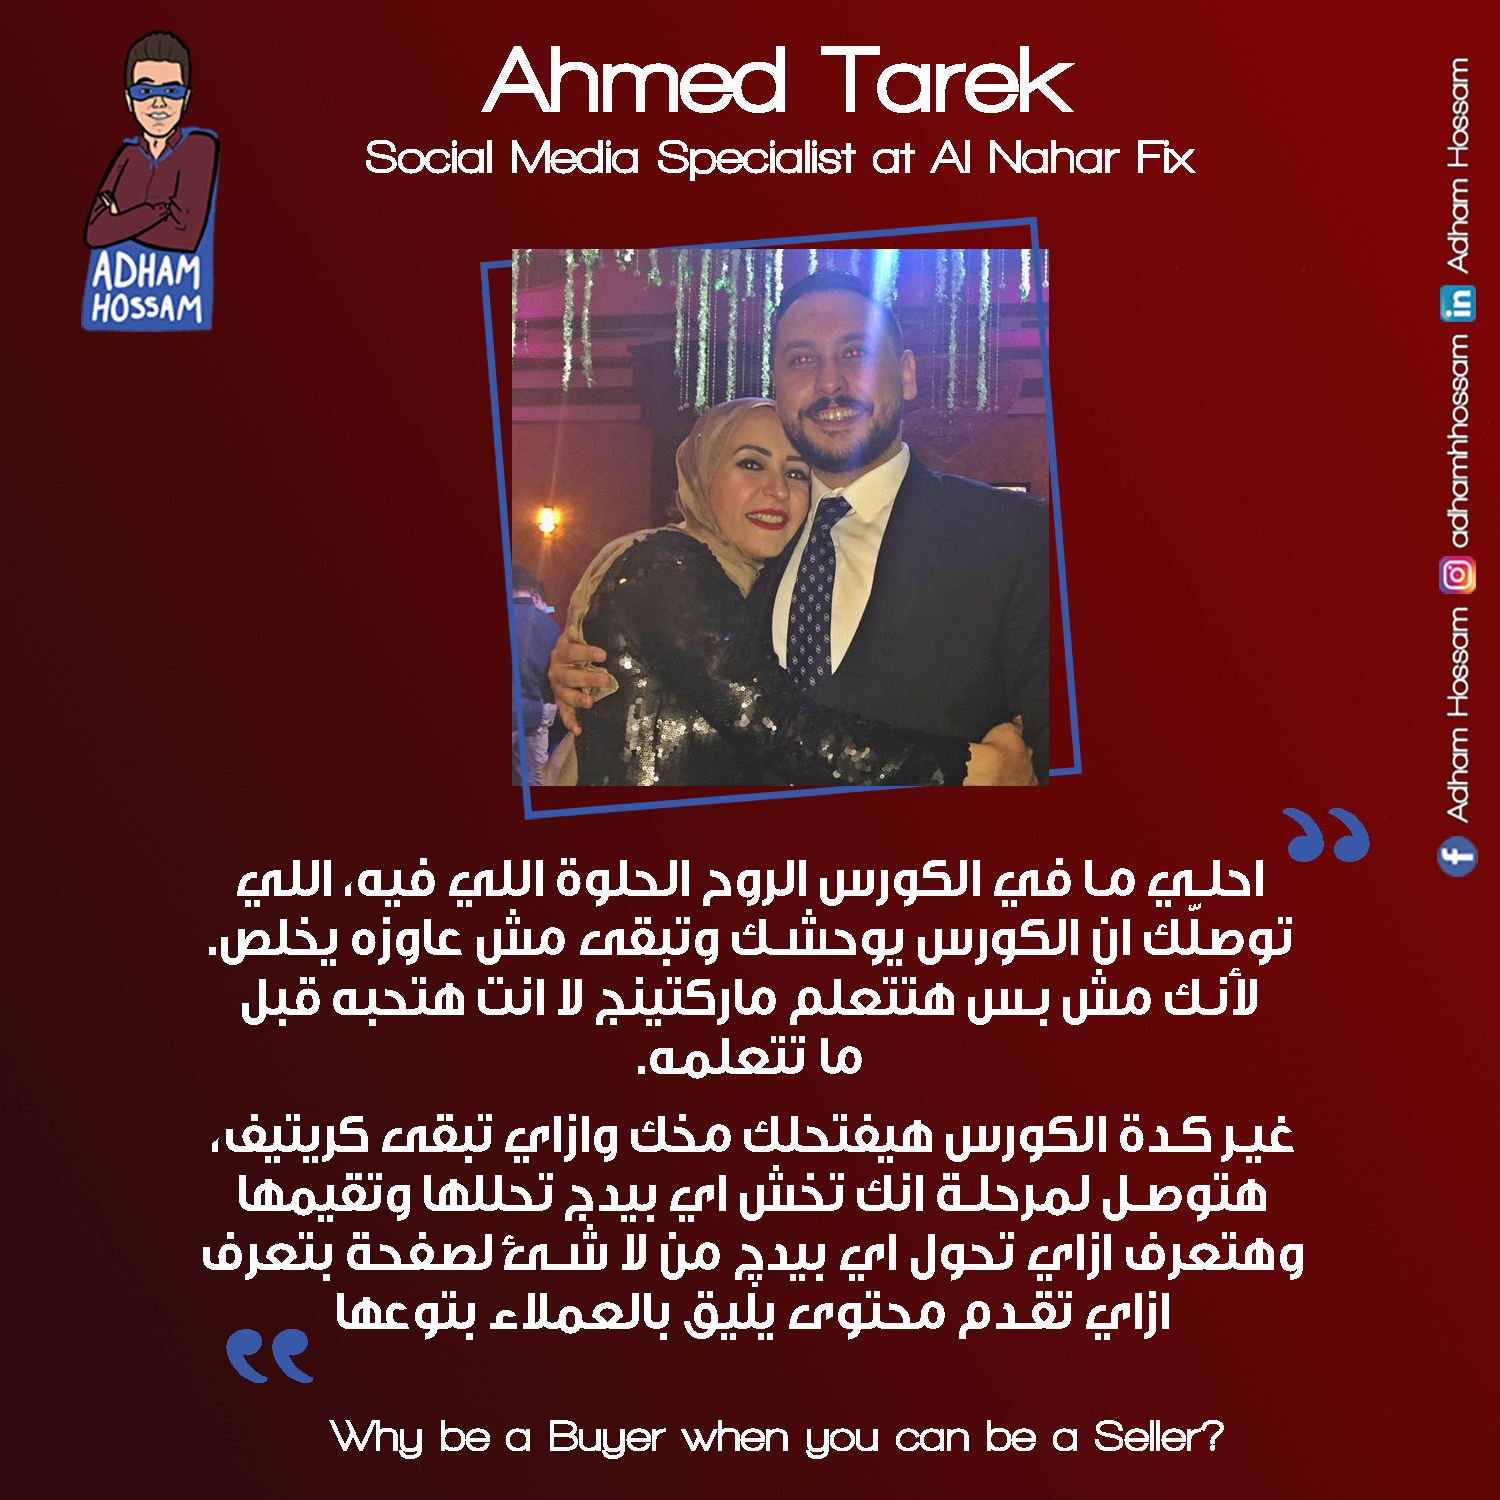 Ahmed Tarek
Social Media Specialist at Al Nahar Fix
ADHAM
HOSSAM
احلي ما في الكورس الروح الحلوة اللي فيه، اللي
توصلّك ان الكورس يوحشك وتبقى مش عاوزه يخلص.
لأنك مش بس هتتعلم ماركتينج لا انت هتحبه قبل
ما تتعلمه.
غير كدة الكورس هيفتحلك مخك وازاي تبقى كريتيف،
هتوصل لمرحلة انك تخش اي بيدج تحللها وتقيمها
وهتعرف ازاي تحول اي بيدچ من لا شئ لصفحة بتعرف
ازاي تقدم محتوى يليق بالعملاء بتوعها
Why be a Buyer when you can be a Seller?
Adham Hossam
adhamhhossam
Adham Hossam